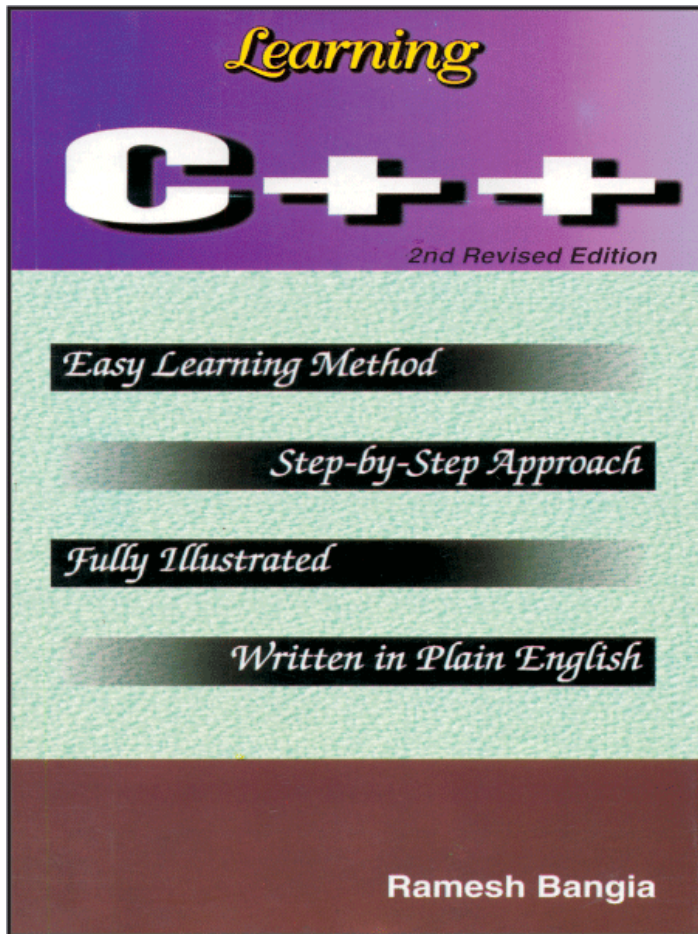 Learning
C++
2nd Revised Edition
Easy Learning Method
Step-by-Step Approach
Fully Illustrated
Written in Plain English
Ramesh Bangia